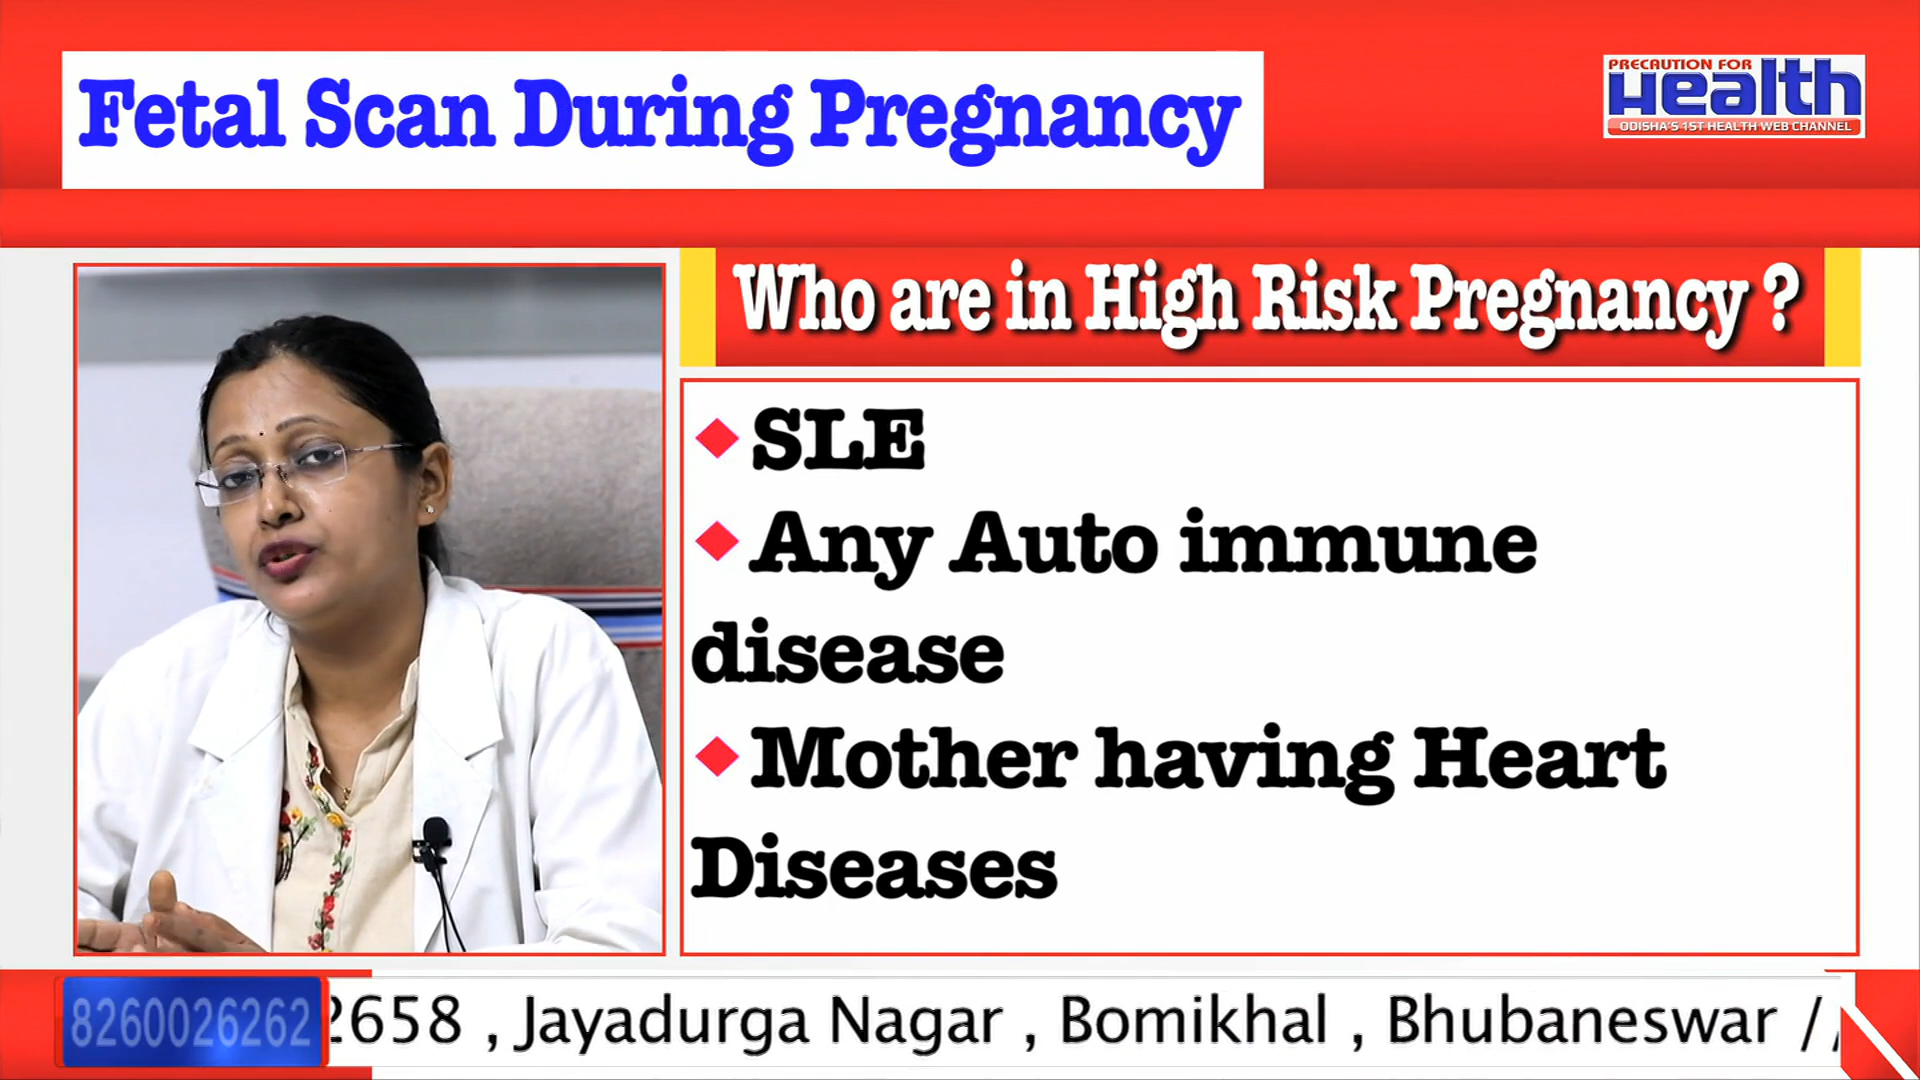 Fetal Scan During Pregnancy
PRECAUTION FOR
Health
ODISHA'S 1ST HEALTH WEB CHANNEL
Who are in High Risk Pregnancy ?
SLE
Any Auto immune
disease
Mother having Heart
Diseases
8260026262
2658 , Jayadurga Nagar , Bomikhal , Bhubaneswar //